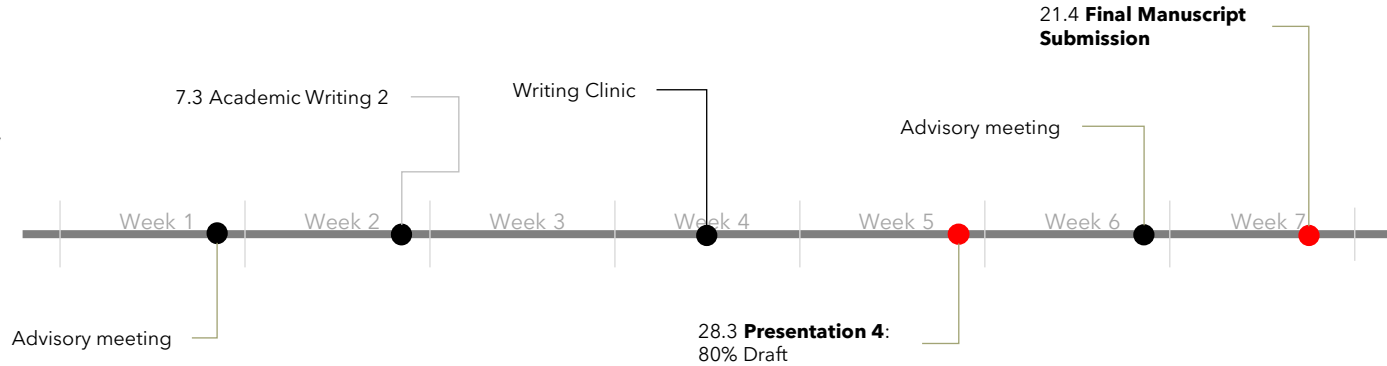 21.4 Final Manuscript
Submission
7.3 Academic Writing 2
Writing Clinic
Advisory meeting
Week 1
Week 2
Week 3
Week 4
Week 5
Week 6
Week 7
Advisory meeting
28.3 Presentation 4:
80% Draft